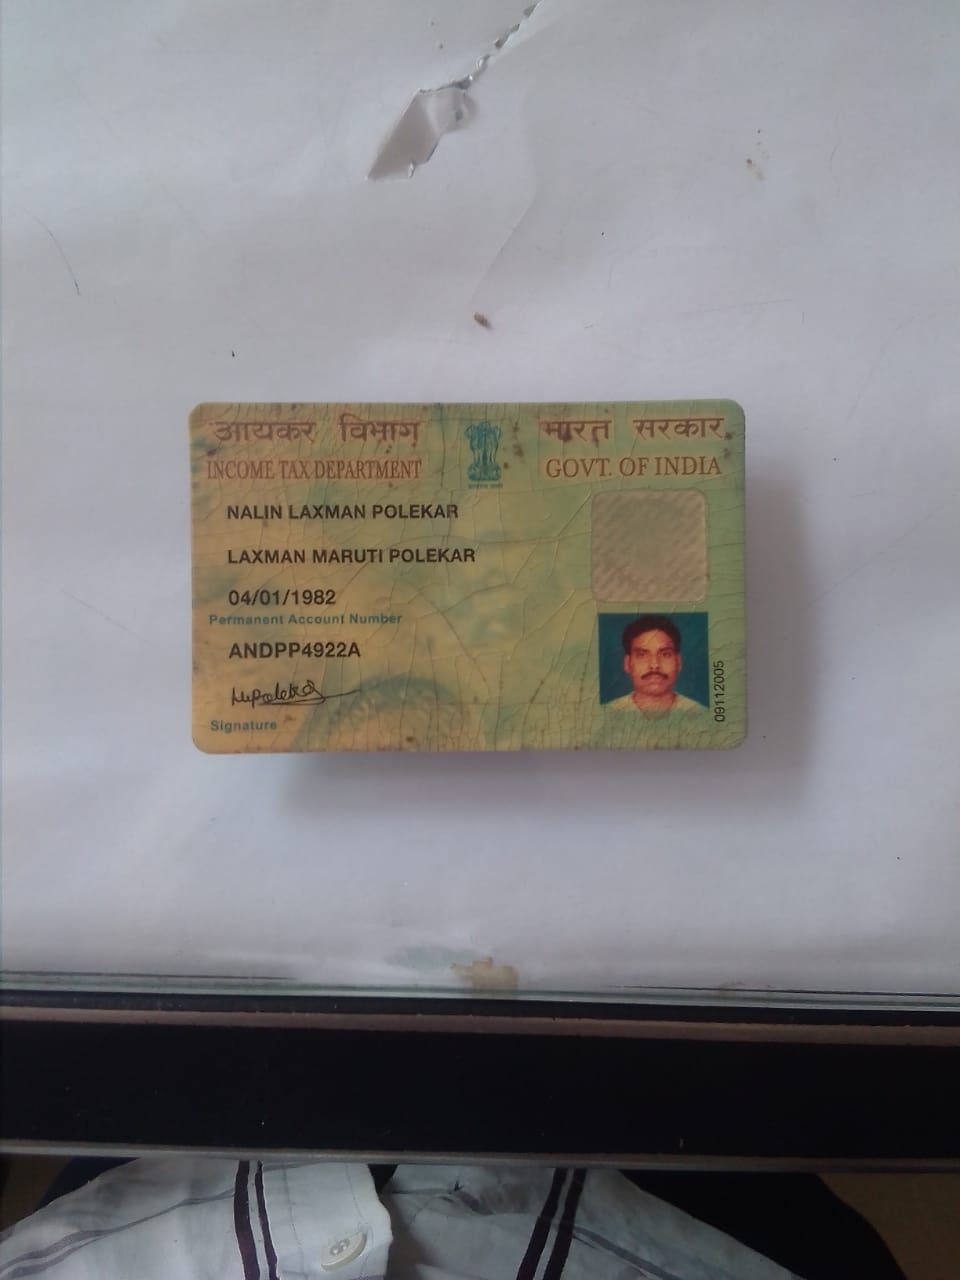 आयकर विभाग भारत सरकार
INCOME TAX DEPARTMENT GOVT. OF INDIA
NALIN LAXMAN POLEKAR
LAXMAN MARUTI POLEKAR
04/01/1982
Permanent Account Number
ANDPP4922A
Signature
09112005